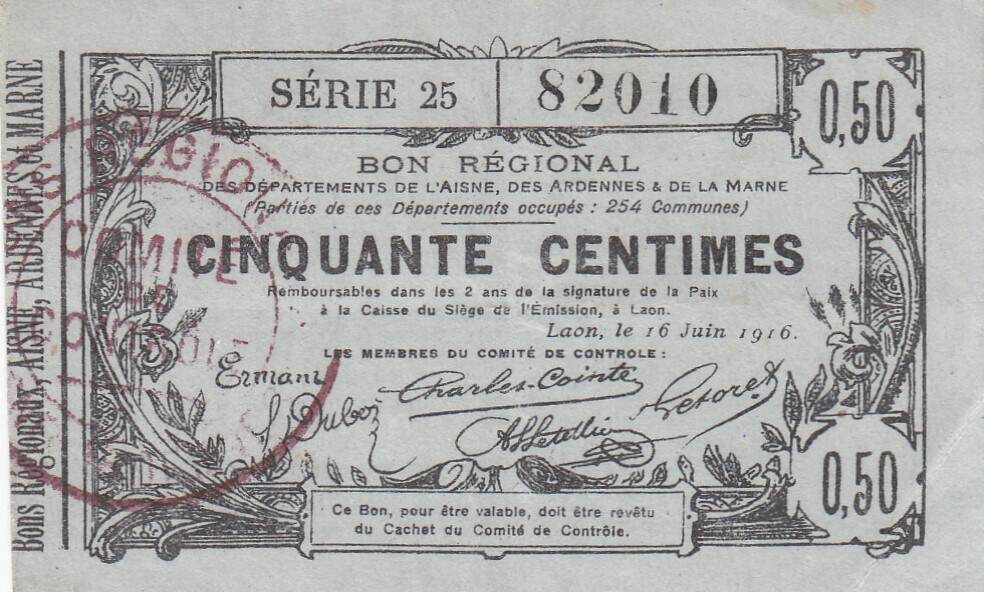 Bons Régionaux, AISNE, ARDENNES et MARNE
SÉRIE 25 82010
0,50
BON RÉGIONAL
DES DÉPARTEMENTS DE L'AISNE, DES ARDENNES & DE LA MARNE
(Parties de ces Départements occupés : 254 Communes)
CINQUANTE CENTIMES
Remboursables dans les 2 ans de la signature de la Paix
à la Caisse du Siège de l'Émission, à Laon.
Laon, le 16 Juin 1916.
LES MEMBRES DU COMITÉ DE CONTROLE :
Ermant
Charles-Cointe
A Letellier
0,50
Ce Bon, pour être valable, doit être revêtu
du Cachet du Comité de Contrôle.
COMITÉ
DE